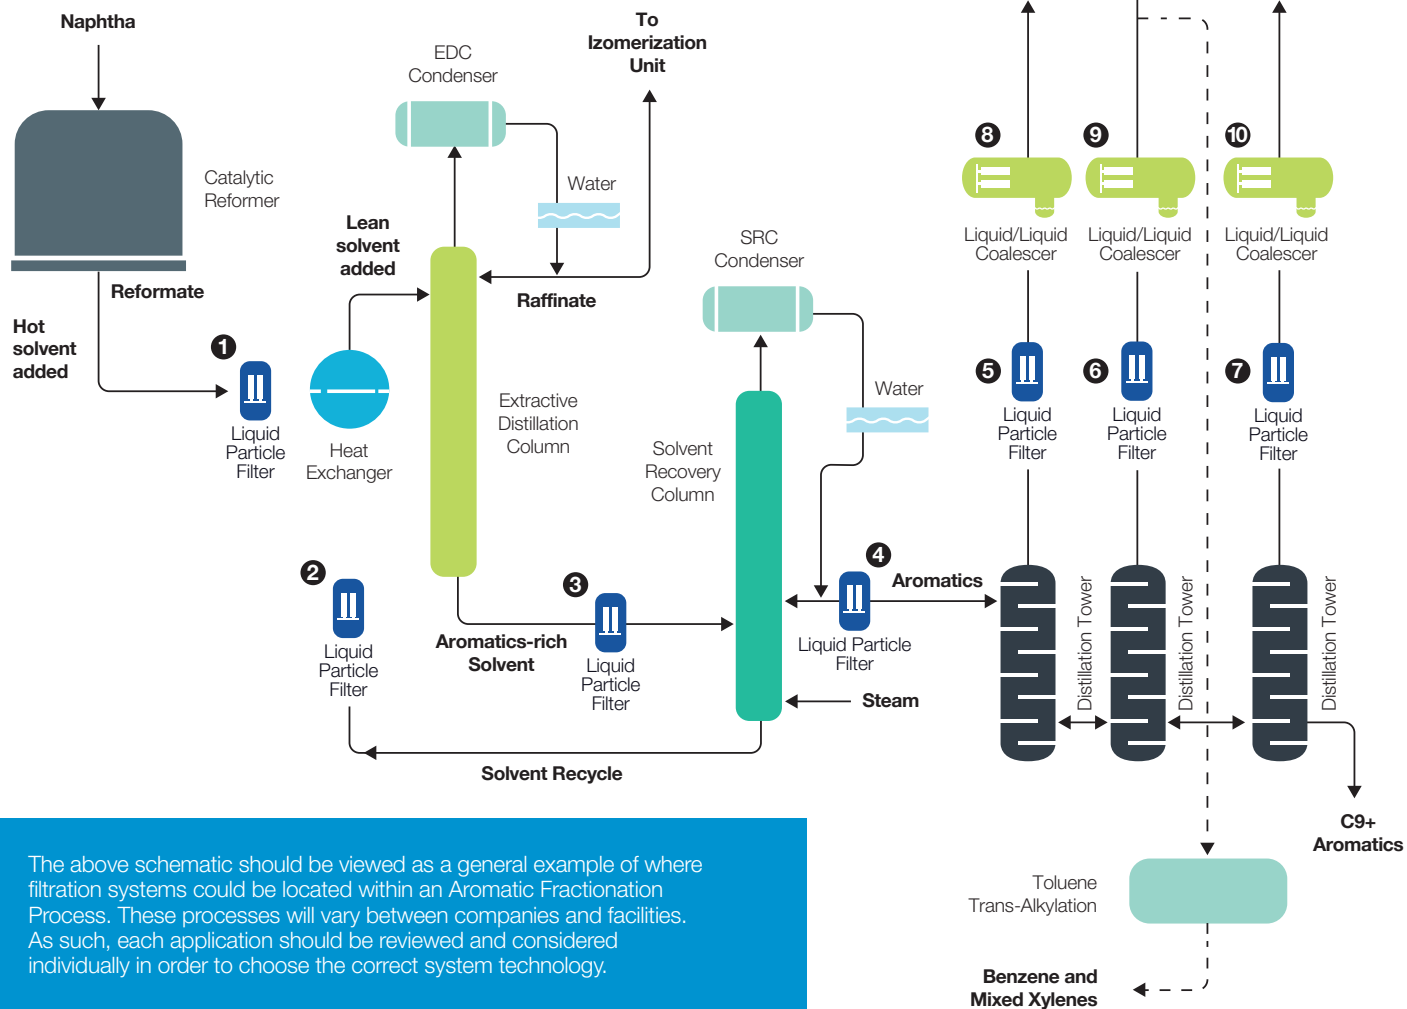 Naphtha
Catalytic
Reformer
Reformate
Hot
solvent
added
1
Liquid
Particle
Filter
Heat
Exchanger
Lean
solvent
added
EDC
Condenser
To
Izomerization
Unit
Water
Raffinate
Extractive
Distillation
Column
2
Liquid
Particle
Filter
Aromatics-rich
Solvent
3
Liquid
Particle
Filter
Solvent Recycle
SRC
Condenser
Water
Solvent
Recovery
Column
4
Liquid Particle
Filter
Aromatics
Steam
8
Liquid/Liquid
Coalescer
9
Liquid/Liquid
Coalescer
10
Liquid/Liquid
Coalescer
5
Liquid
Particle
Filter
6
Liquid
Particle
Filter
7
Liquid
Particle
Filter
Distillation Tower
Distillation Tower
Distillation Tower
C9+
Aromatics
Toluene
Trans-Alkylation
Benzene and
Mixed Xylenes
The above schematic should be viewed as a general example of where
filtration systems could be located within an Aromatic Fractionation
Process. These processes will vary between companies and facilities.
As such, each application should be reviewed and considered
individually in order to choose the correct system technology.